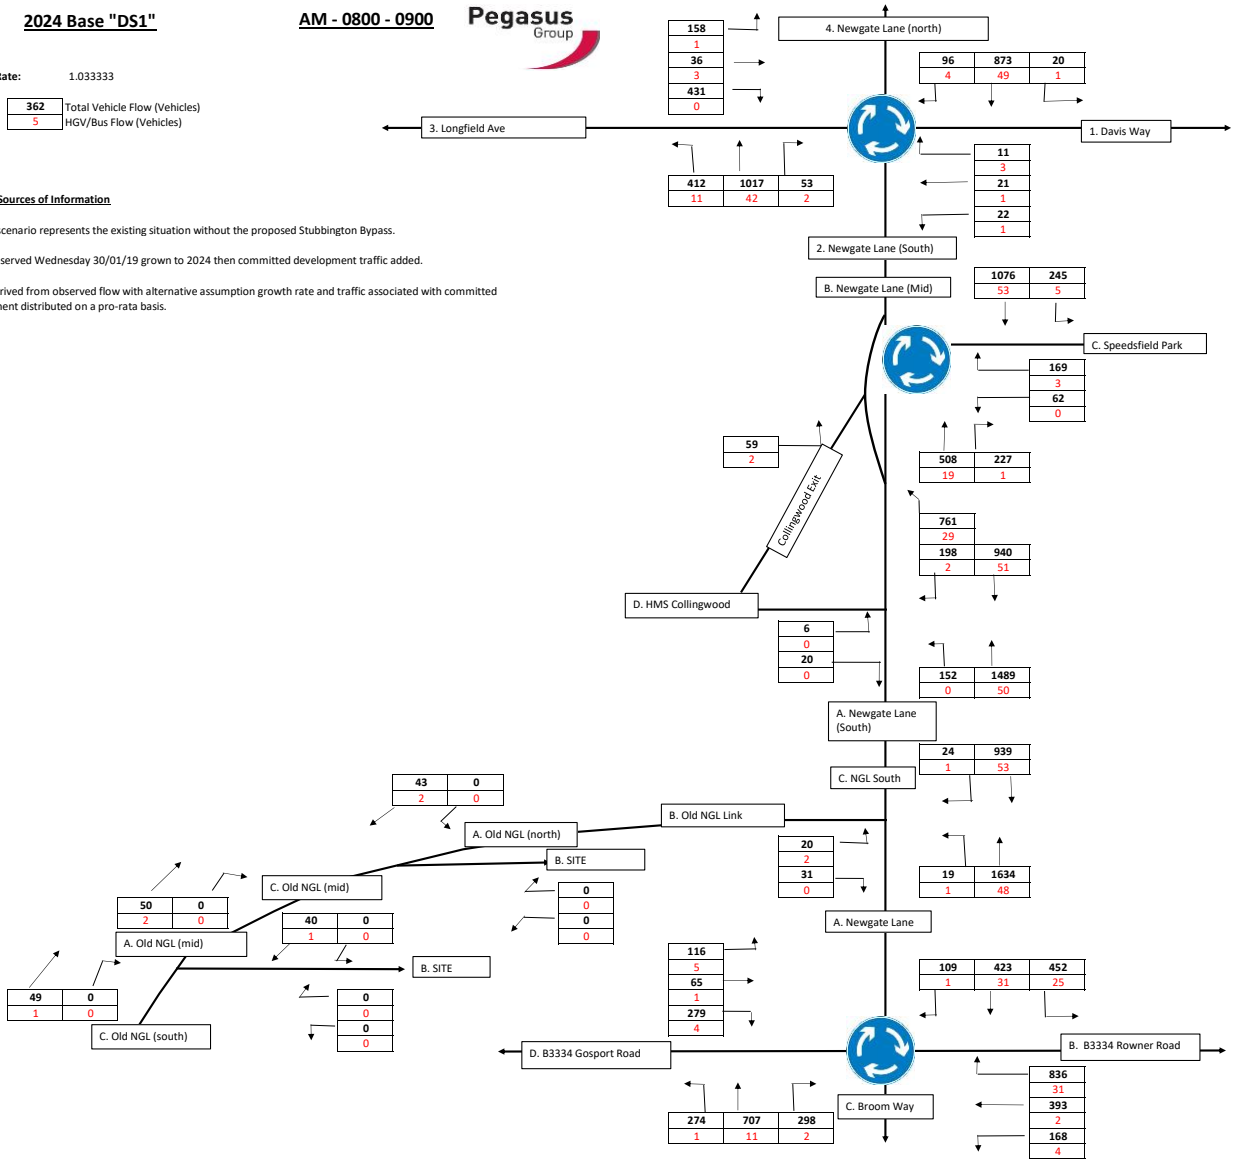 2024 Base "DS1"
AM - 0800 - 0900
Pegasus
Group
Rate: 1.033333
362 Total Vehicle Flow (Vehicles)
5 HGV/Bus Flow (Vehicles)
Sources of Information
scenario represents the existing situation without the proposed Stubbington Bypass.
served Wednesday 30/01/19 grown to 2024 then committed development traffic added.
rived from observed flow with alternative assumption growth rate and traffic associated with committed
ment distributed on a pro-rata basis.
158
1
36
3
431
0
4. Newgate Lane (north)
96 873 20
4 49 1
3. Longfield Ave
1. Davis Way
412 1017 53
11 42 2
11
3
21
1
22
1
2. Newgate Lane (South)
B. Newgate Lane (Mid)
1076 245
53 5
C. Speedsfield Park
169
3
62
0
59
2
508 227
19 1
Collingwood Exit
761
29
198 940
2 51
D. HMS Collingwood
6
0
20
0
152 1489
0 50
A. Newgate Lane
(South)
24 939
1 53
C. NGL South
43 0
2 0
B. Old NGL Link
A. Old NGL (north)
20
2
31
0
19 1634
1 48
B. SITE
C. Old NGL (mid)
0
0
0
0
50 0
2 0
40 0
1 0
A. Newgate Lane
A. Old NGL (mid)
B. SITE
116
5
65
1
279
4
109 423 452
1 31 25
49 0
1 0
0
0
0
0
C. Old NGL (south)
D. B3334 Gosport Road
B. B3334 Rowner Road
836
31
393
2
168
4
C. Broom Way
274 707 298
1 11 2